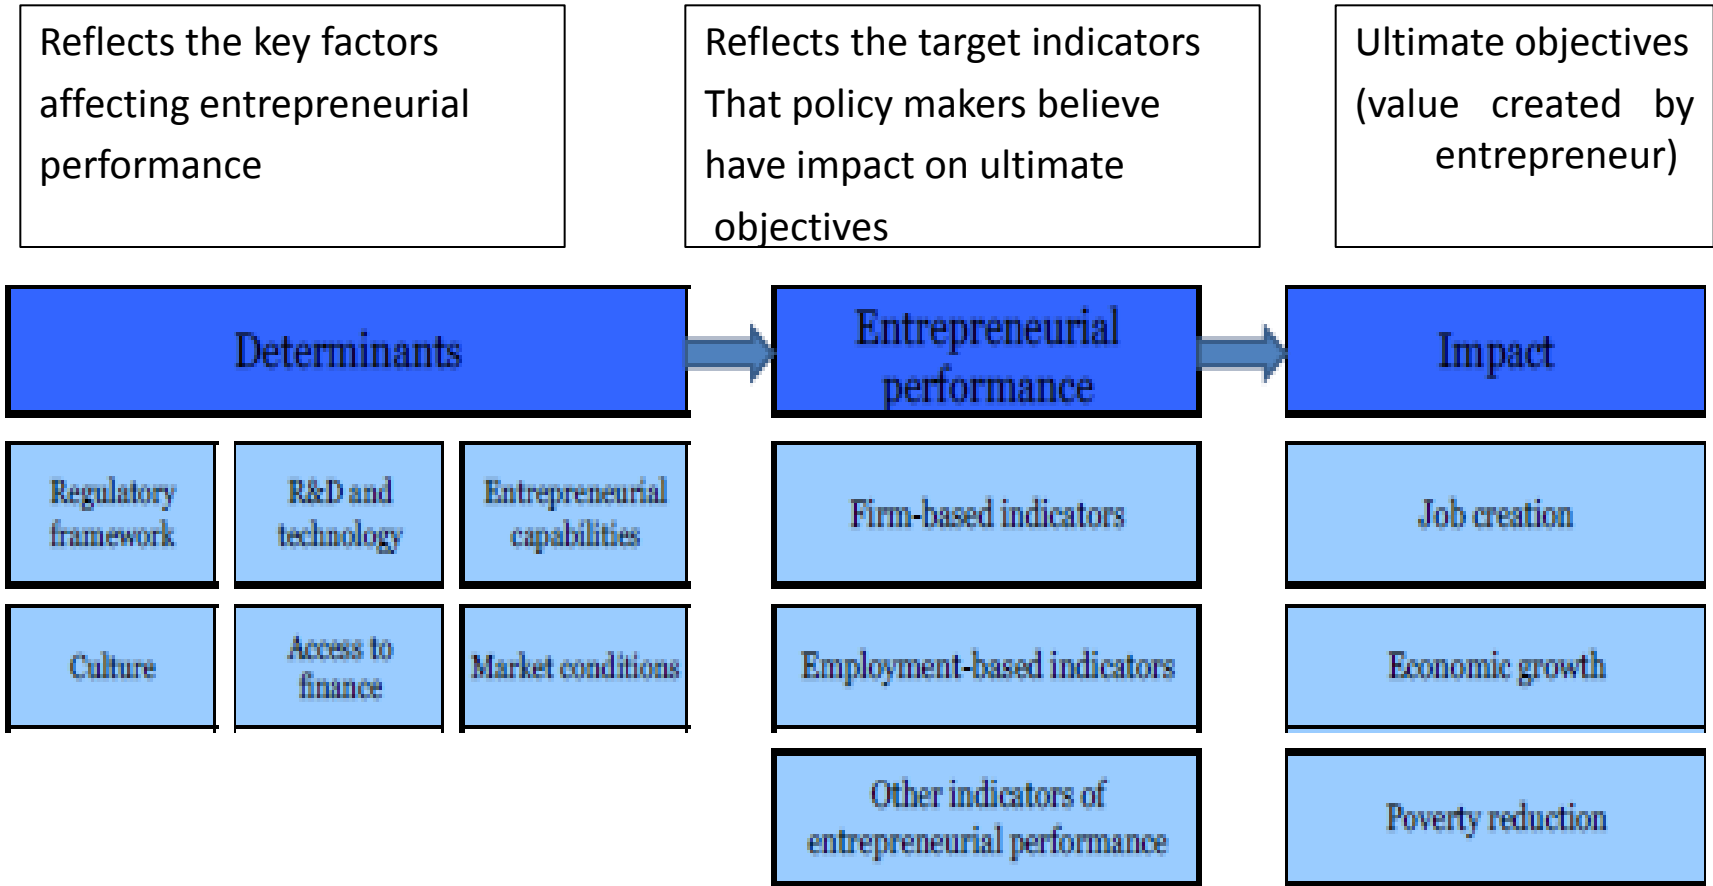 Reflects the key factors
affecting entrepreneurial
performance
Reflects the target indicators
That policy makers believe
have impact on ultimate
objectives
Ultimate objectives
(value created by
entrepreneur)
Determinants
Entrepreneurial
performance
Impact
Regulatory
framework
R&D and
technology
Entrepreneurial
capabilities
Firm-based indicators
Job creation
Culture
Access to
finance
Market conditions
Employment-based indicators
Economic growth
Other indicators of
entrepreneurial performance
Poverty reduction